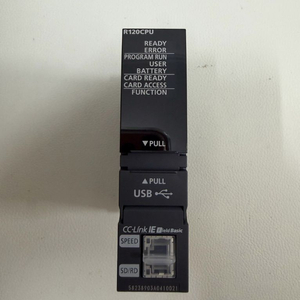 R120CPU
READY
ERROR
PROGRAM RUN
USER
BATTERY
CARD READY
CARD ACCESS
FUNCTION
▼PULL
▲PULL
USB
CC-Link IE Field Basic
SPEED
SD/RD